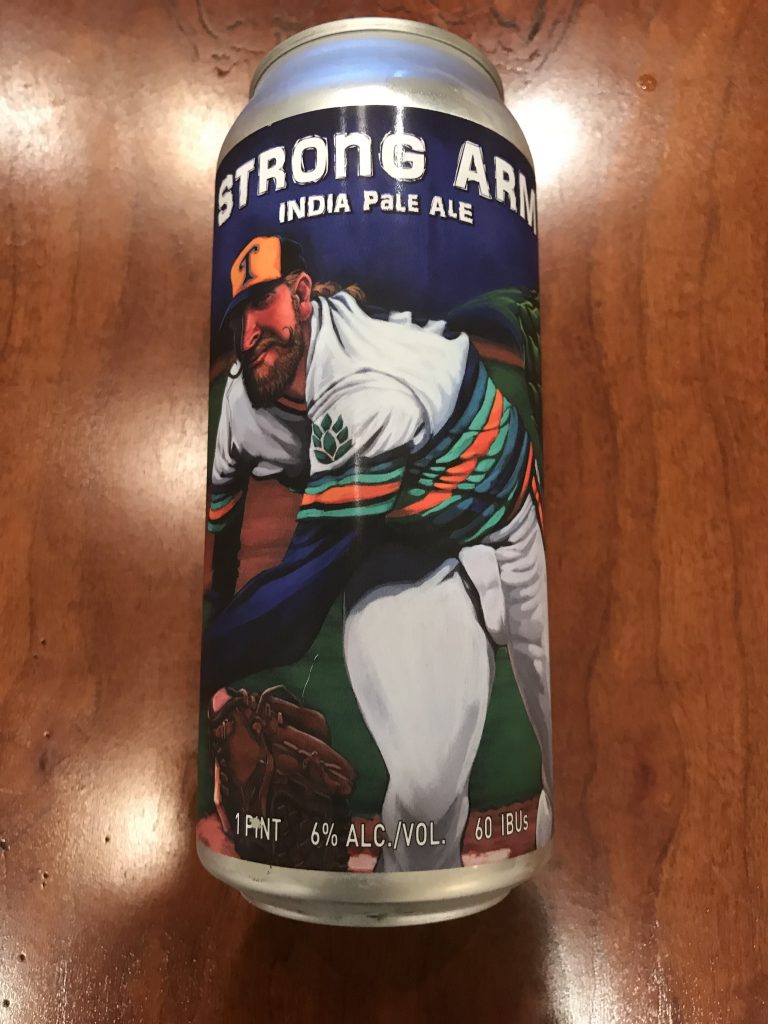 STRONG ARM
INDIA PALE ALE
T
1 PINT 6% ALC./VOL. 60 IBUs